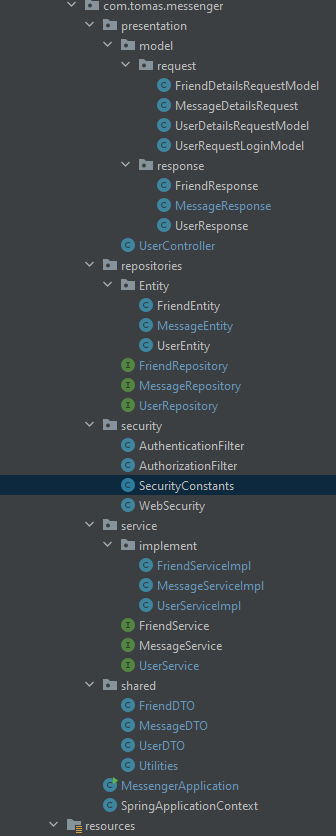 com.tomas.messenger
presentation
model
request
FriendDetailsRequestModel
MessageDetailsRequest
UserDetailsRequestModel
UserRequestLoginModel
response
FriendResponse
MessageResponse
UserResponse
UserController
repositories
Entity
FriendEntity
MessageEntity
UserEntity
FriendRepository
MessageRepository
UserRepository
security
AuthenticationFilter
AuthorizationFilter
SecurityConstants
WebSecurity
service
implement
FriendServiceImpl
MessageServiceImpl
UserServiceImpl
FriendService
MessageService
UserService
shared
FriendDTO
MessageDTO
UserDTO
Utilities
MessengerApplication
SpringApplicationContext
resources